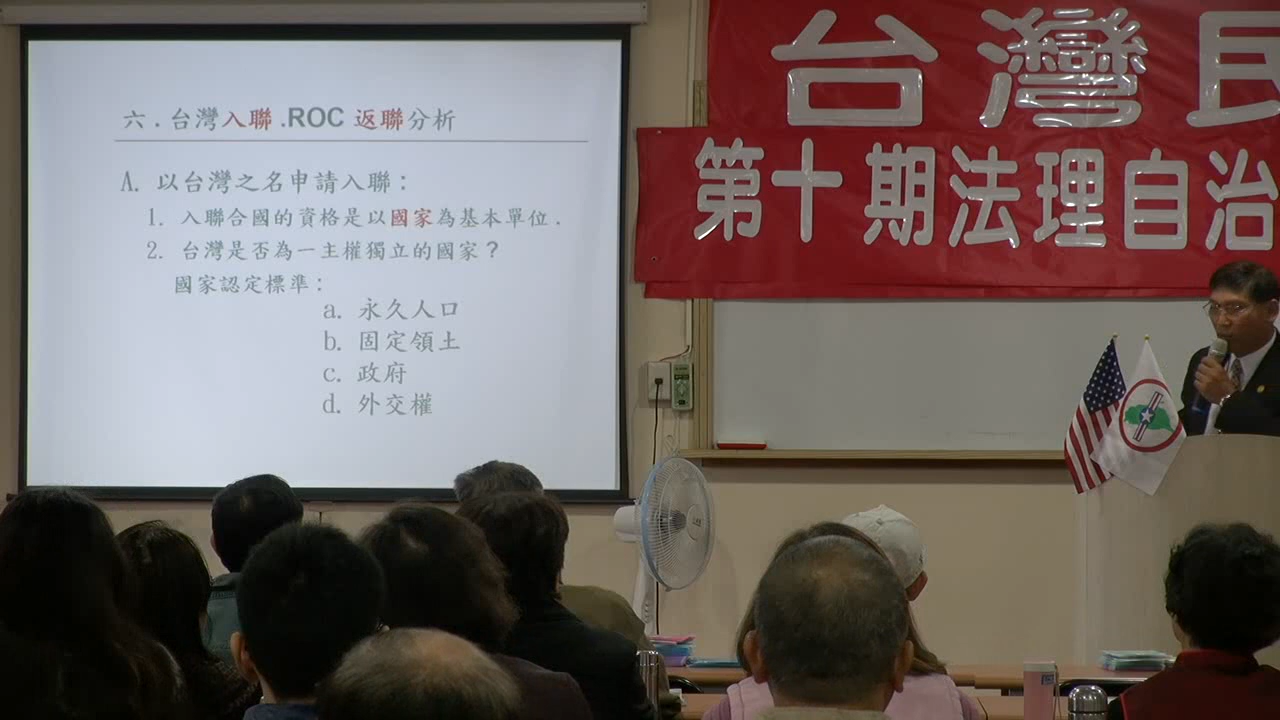 六 . 台灣入聯 .ROC 返聯分析
A. 以台灣之名申請入聯：
1. 入聯合國的資格是以國家為基本單位 .
2. 台灣是否為一主權獨立的國家？
國家認定標準：
a. 永久人口
b. 固定領土
c. 政府
d. 外交權
台灣民
第十期法理自治